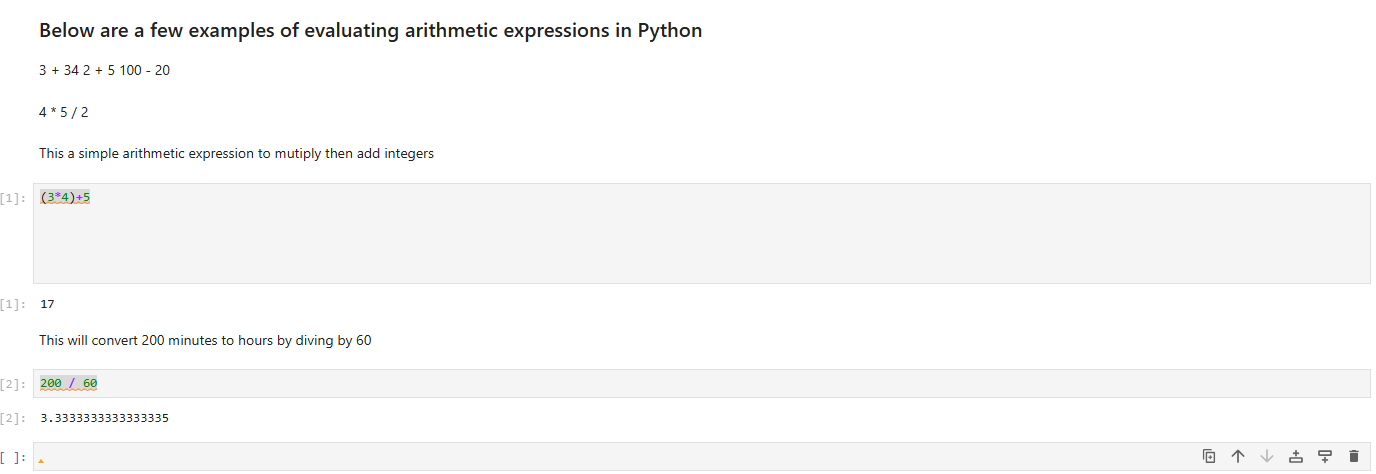 Below are a few examples of evaluating arithmetic expressions in Python
3 + 34 2 + 5 100 - 20
4 * 5 / 2
This a simple arithmetic expression to mutiply then add integers
[1]: (3*4)+5
[1]: 17
This will convert 200 minutes to hours by diving by 60
[2]: 200 / 60
[2]: 3.3333333333333335
[ ]: